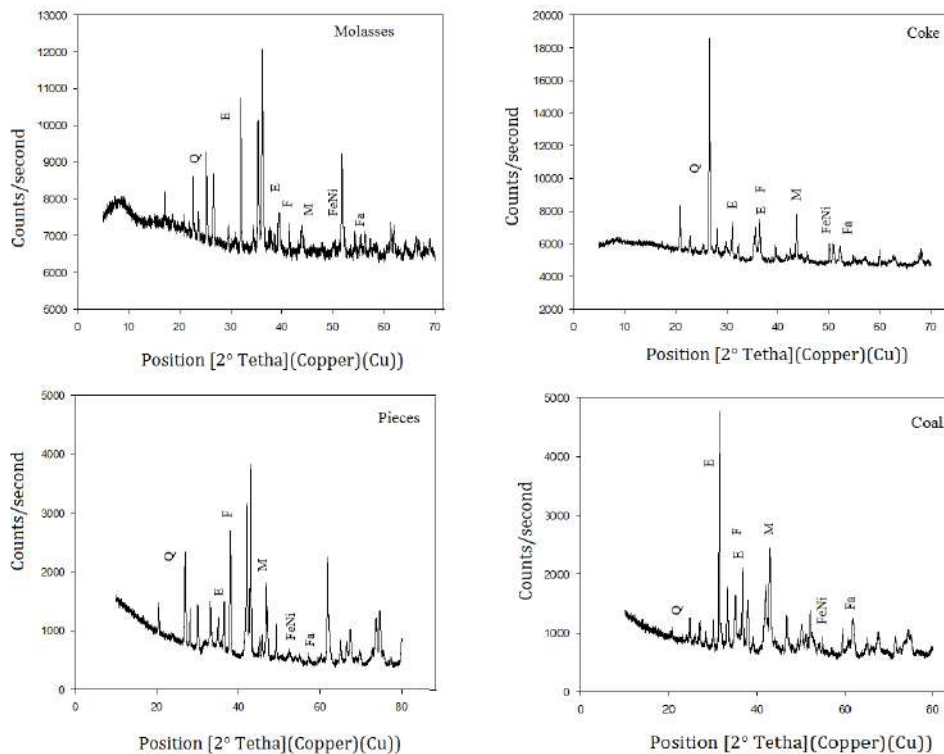 Molasses
13000
12000
11000
10000
9000
8000
7000
6000
5000
Counts/second
Q
E
E
F
M
FeNi
Fa
0 10 20 30 40 50 60 70
Position [2° Tetha](Copper)(Cu))
Coke
20000
18000
16000
14000
12000
10000
8000
6000
4000
2000
Counts/second
Q
E
E F
M
FeNi
Fa
0 10 20 30 40 50 60 70
Position [2° Tetha](Copper)(Cu))
Pieces
5000
4000
3000
2000
1000
0
Counts/second
Q
E
F
M
FeNi
Fa
0 20 40 60 80
Position [2° Tetha](Copper)(Cu))
Coal
5000
4000
3000
2000
1000
0
Counts/second
Q
E
E F
M
FeNi
Fa
0 20 40 60 80
Position [2° Tetha](Copper)(Cu))